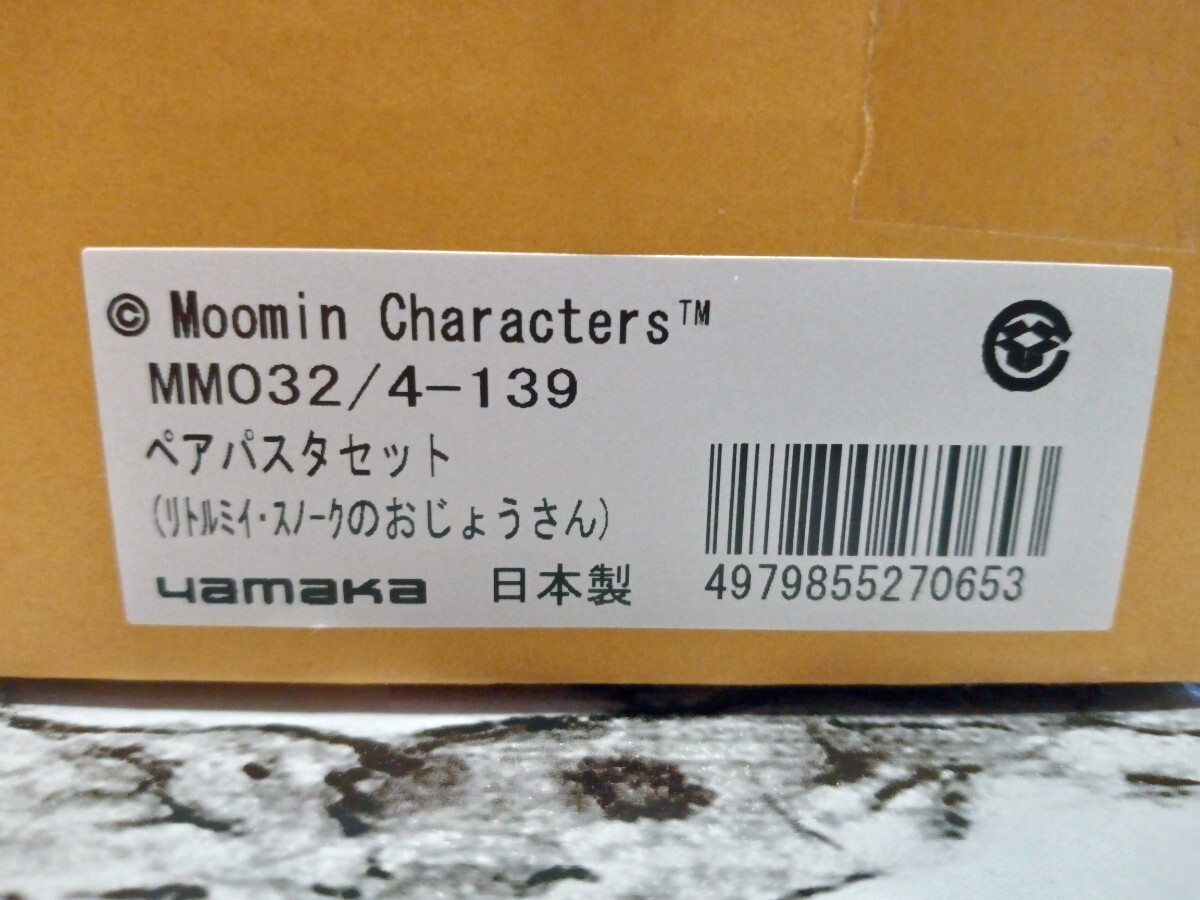 © Moomin Characters™
MM032/4-139
ペアパスタセット
(ﾘﾄﾙﾐｲ・ｽﾉｰｸのおじょうさん)
yamaka 日本製
4979855270653